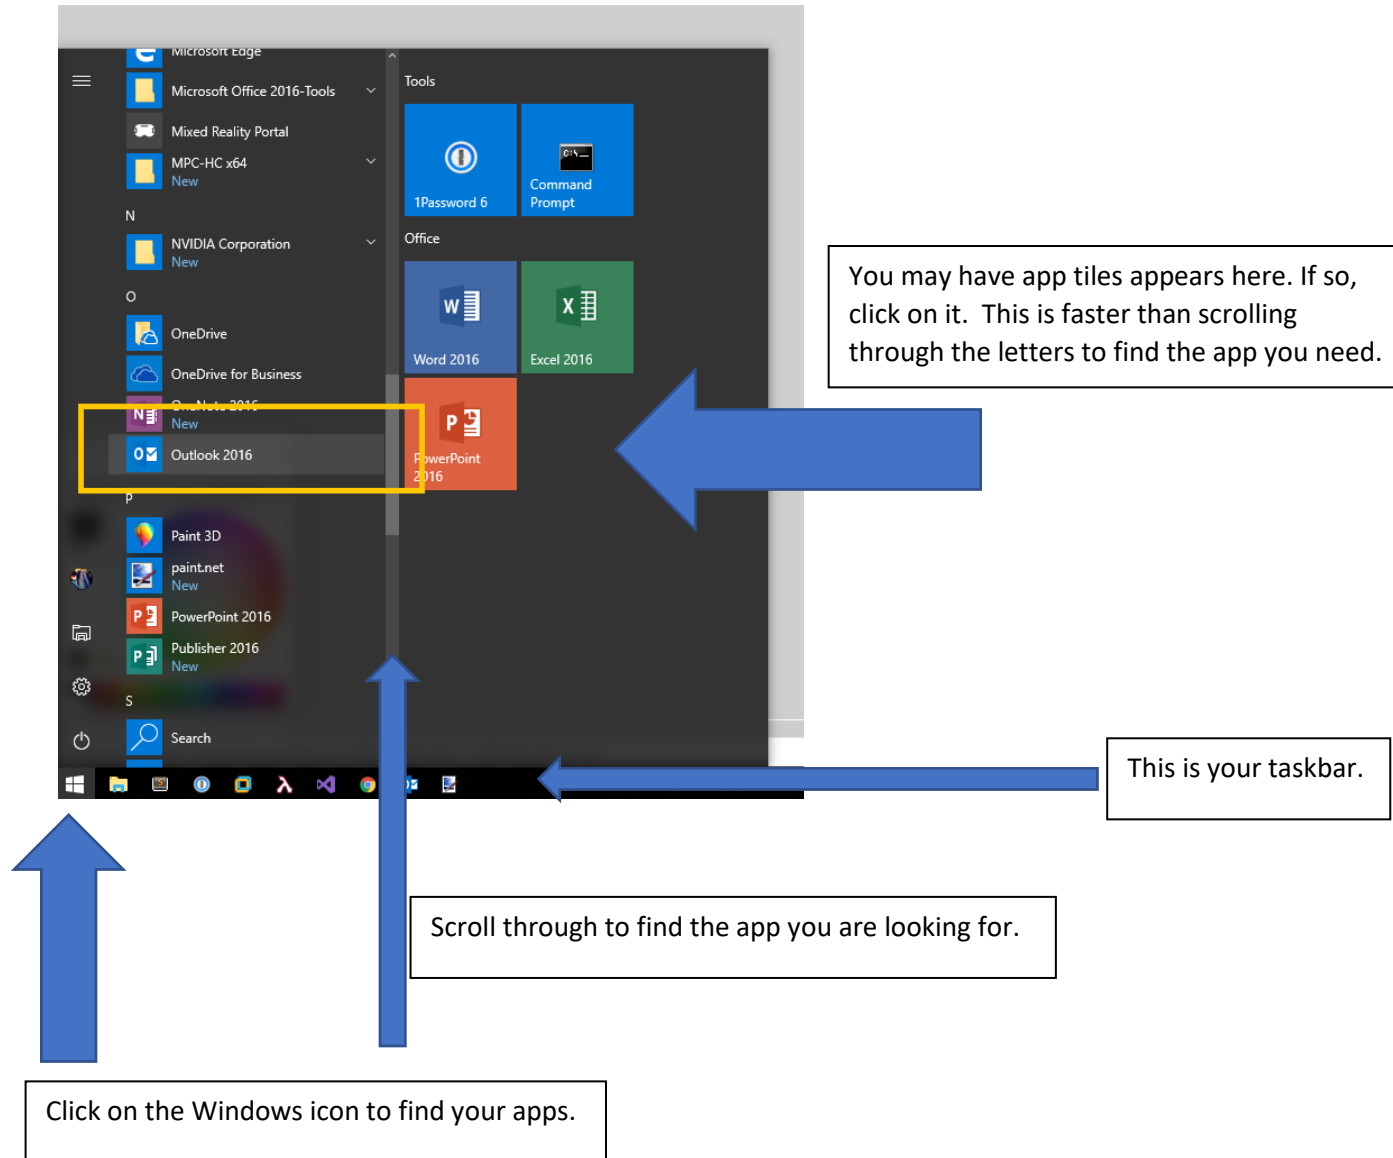 Microsoft Edge
Microsoft Office 2016-Tools
Mixed Reality Portal
MPC-HC x64
New
N
NVIDIA Corporation
New
O
OneDrive
OneDrive for Business
OneNote 2016
New
Outlook 2016
P
Paint 3D
paint.net
New
PowerPoint 2016
Publisher 2016
New
S
Search
Tools
1Password 6
C:\_
Command
Prompt
Office
Word 2016
Excel 2016
PowerPoint
2016
You may have app tiles appears here. If so,
click on it.  This is faster than scrolling
through the letters to find the app you need.
This is your taskbar.
Scroll through to find the app you are looking for.
Click on the Windows icon to find your apps.